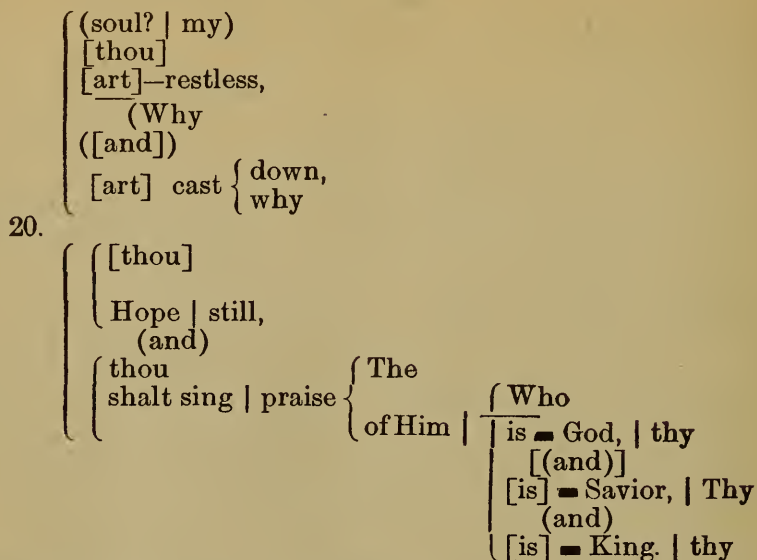 (soul? | my)
[thou]
[art]–restless,
(Why
([and])
[art] cast { down,
why
20.
[thou]
Hope | still,
(and)
thou { The
shalt sing | praise
of Him | { Who
is = God, | thy
[(and)]
[is] = Savior, | Thy
(and)
[is] = King. | thy